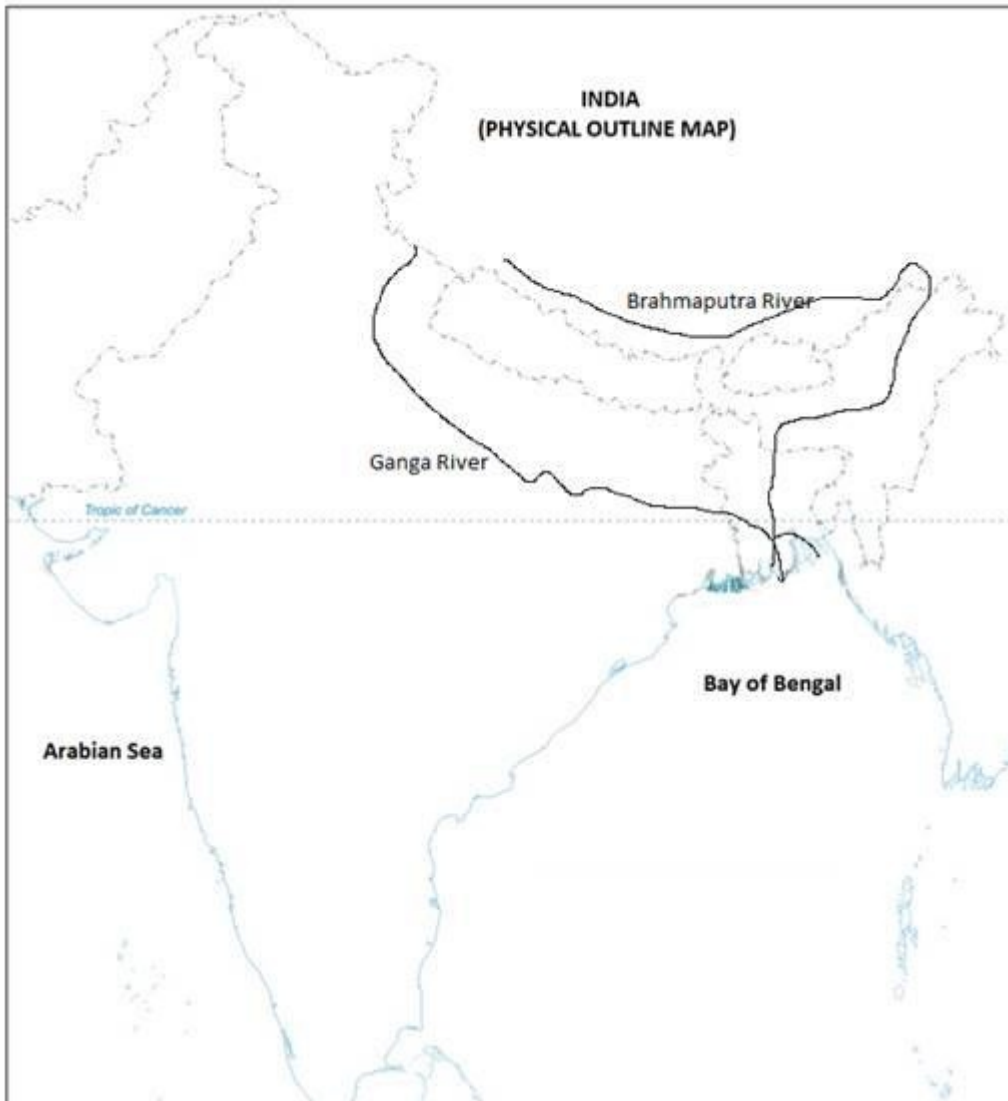 INDIA
(PHYSICAL OUTLINE MAP)
Brahmaputra River
Ganga River
Tropic of Cancer
Bay of Bengal
Arabian Sea